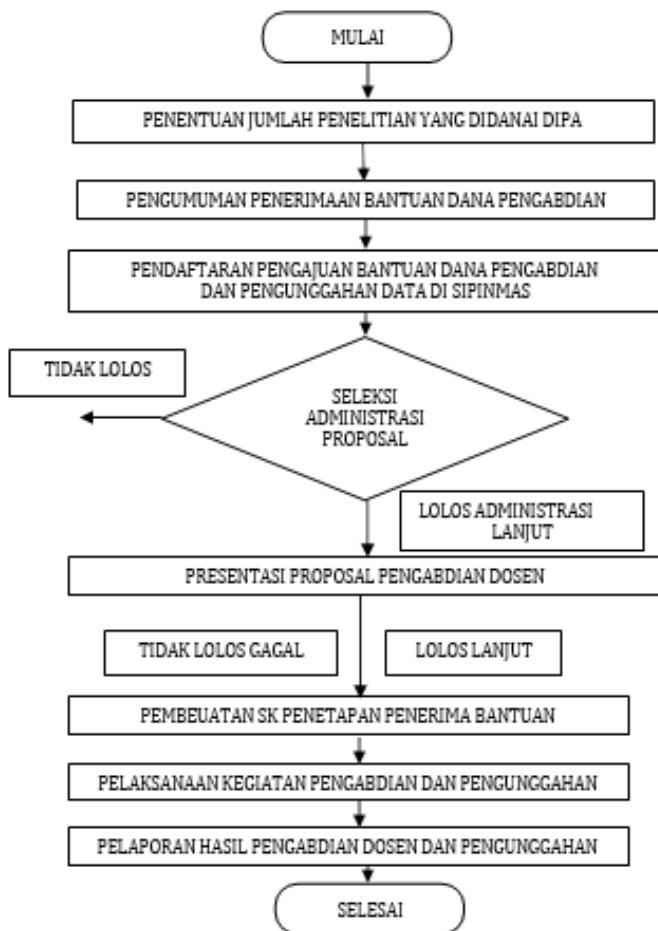 MULAI
PENENTUAN JUMLAH PENELITIAN YANG DIDANAI DIPA
PENGUMUMAN PENERIMAAN BANTUAN DANA PENGABDIAN
PENDAFTARAN PENGAJUAN BANTUAN DANA PENGABDIAN
DAN PENGUNGGAHAN DATA DI SIPINMAS
TIDAK LOLOS
SELEKSI
ADMINISTRASI
PROPOSAL
LOLOS ADMINISTRASI
LANJUT
PRESENTASI PROPOSAL PENGABDIAN DOSEN
TIDAK LOLOS GAGAL
LOLOS LANJUT
PEMBEUATAN SK PENETAPAN PENERIMA BANTUAN
PELAKSANAAN KEGIATAN PENGABDIAN DAN PENGUNGGAHAN
PELAPORAN HASIL PENGABDIAN DOSEN DAN PENGUNGGAHAN
SELESAI